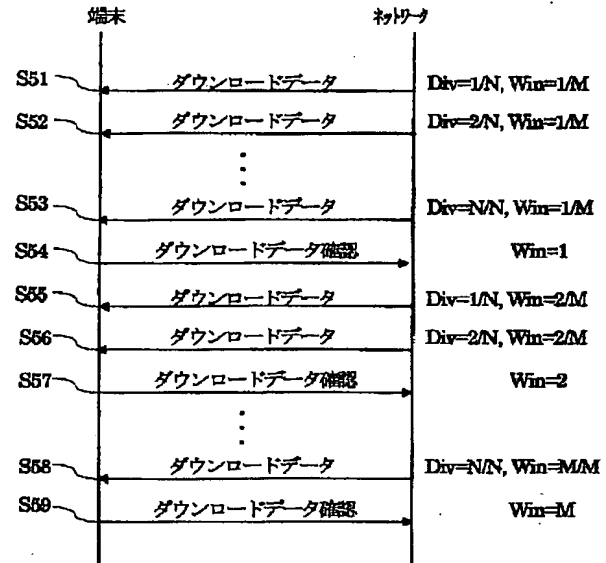 端末 ネットワーク
S51 ダウンロードデータ Div=1/N, Win=1/M
S52 ダウンロードデータ Div=2/N, Win=1/M
S53 ダウンロードデータ Div=N/N, Win=1/M
S54 ダウンロードデータ確認 Win=1
S55 ダウンロードデータ Div=1/N, Win=2/M
S56 ダウンロードデータ Div=2/N, Win=2/M
S57 ダウンロードデータ確認 Win=2
S58 ダウンロードデータ Div=N/N, Win=M/M
S59 ダウンロードデータ確認 Win=M